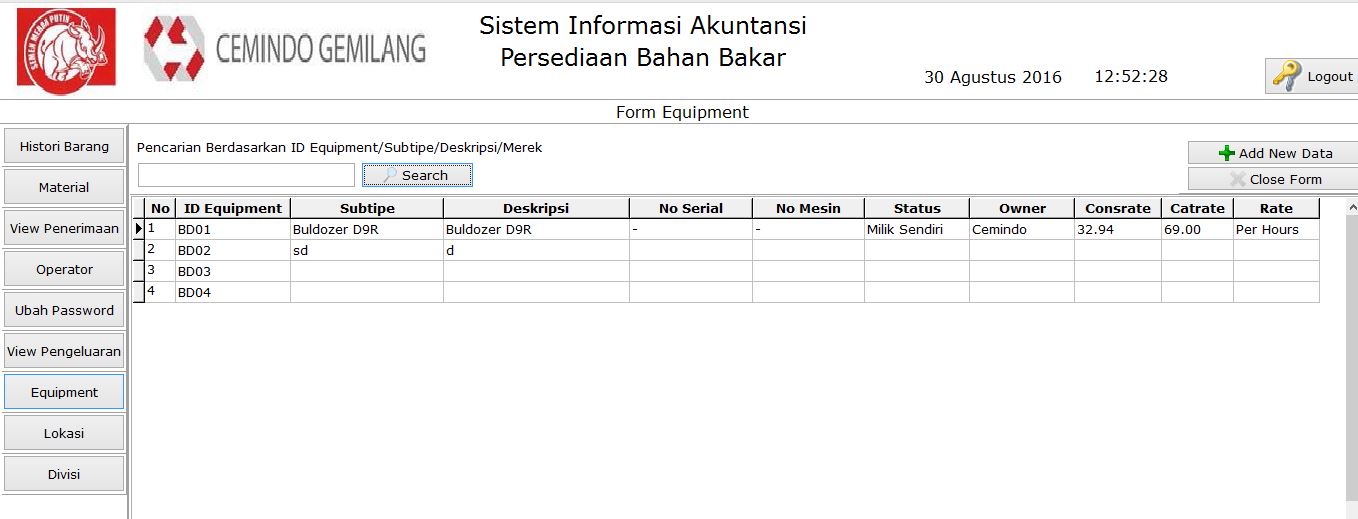 SEMEN MERAH PUTIH
CEMINDO GEMILANG
Sistem Informasi Akuntansi
Persediaan Bahan Bakar
30 Agustus 2016 12:52:28
Logout
Form Equipment
Histori Barang
Material
View Penerimaan
Operator
Ubah Password
View Pengeluaran
Equipment
Lokasi
Divisi
Pencarian Berdasarkan ID Equipment/Subtipe/Deskripsi/Merek
Search
Add New Data
Close Form
No ID Equipment Subtipe Deskripsi No Serial No Mesin Status Owner Consrate Catrate Rate
1 BD01 Buldozer D9R Buldozer D9R - - Milik Sendiri Cemindo 32.94 69.00 Per Hours
2 BD02 sd d
3 BD03
4 BD04